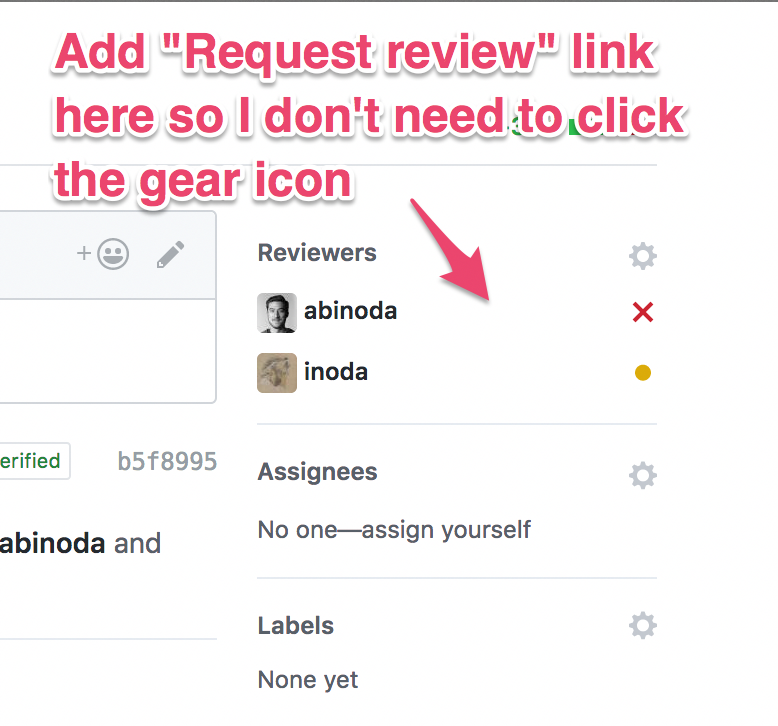 Add "Request review" link
here so I don't need to click
the gear icon
Reviewers
abinoda
inoda
erified
b5f8995
Assignees
No one—assign yourself
abinoda and
Labels
None yet